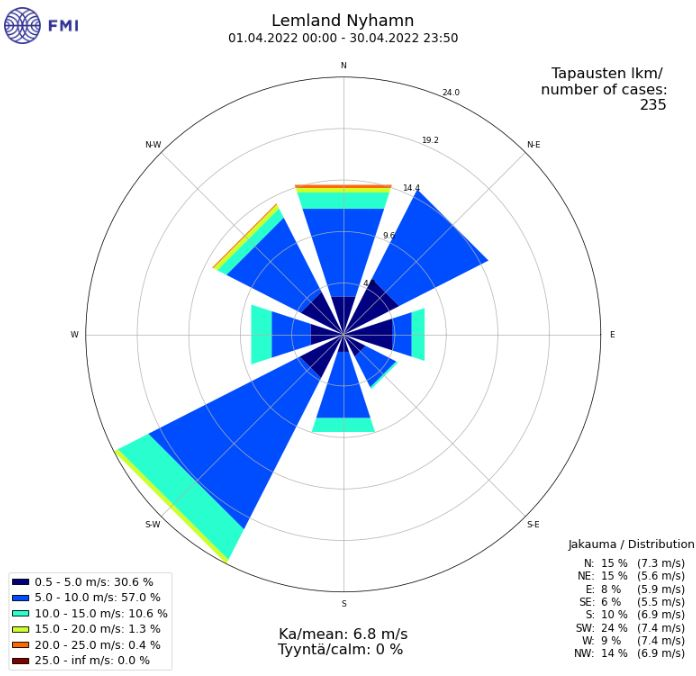 FMI
Lemland Nyhamn
01.04.2022 00:00 - 30.04.2022 23:50
Tapausten lkm/
number of cases:
235
N
24.0
19.2
N-W
N-E
14.4
9.6
W
E
S-W
S-E
S
Jakauma / Distribution
N: 15 % (7.3 m/s)
NE: 15 % (5.6 m/s)
E: 8 % (5.9 m/s)
SE: 6 % (5.5 m/s)
S: 10 % (6.9 m/s)
SW: 24 % (7.4 m/s)
W: 9 % (7.4 m/s)
NW: 14 % (6.9 m/s)
0.5 - 5.0 m/s: 30.6 %
5.0 - 10.0 m/s: 57.0 %
10.0 - 15.0 m/s: 10.6 %
15.0 - 20.0 m/s: 1.3 %
20.0 - 25.0 m/s: 0.4 %
25.0 - inf m/s: 0.0 %
Ka/mean: 6.8 m/s
Tyyntä/calm: 0 %